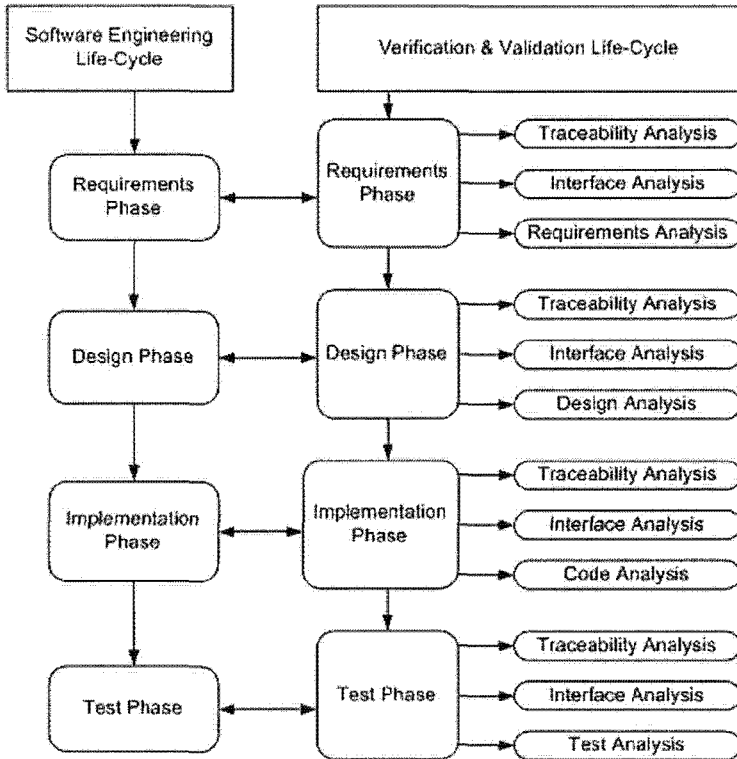 Software Engineering
Life-Cycle
Verification & Validation Life-Cycle
Requirements
Phase
Requirements
Phase
Traceability Analysis
Interface Analysis
Requirements Analysis
Design Phase
Design Phase
Traceability Analysis
Interface Analysis
Design Analysis
Implementation
Phase
Implementation
Phase
Traceability Analysis
Interface Analysis
Code Analysis
Test Phase
Test Phase
Traceability Analysis
Interface Analysis
Test Analysis